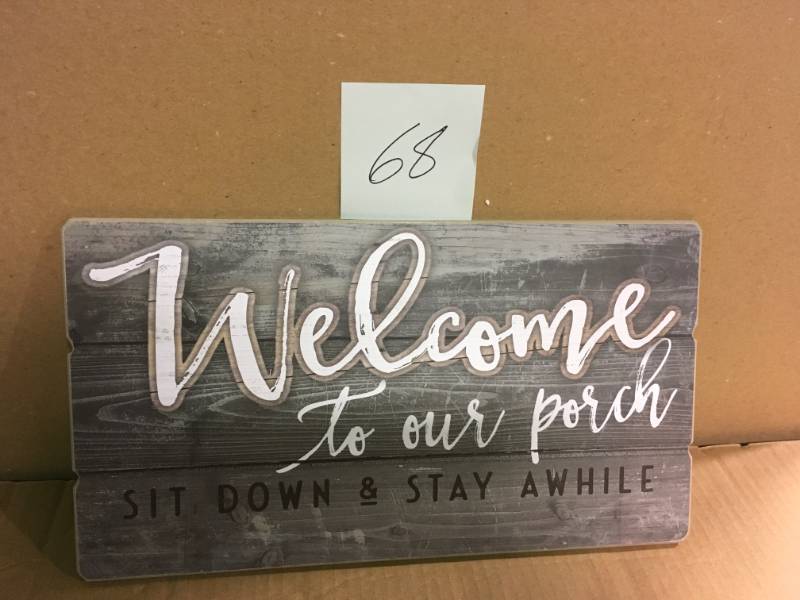 68
Welcome
to our porch
SIT DOWN & STAY AWHILE